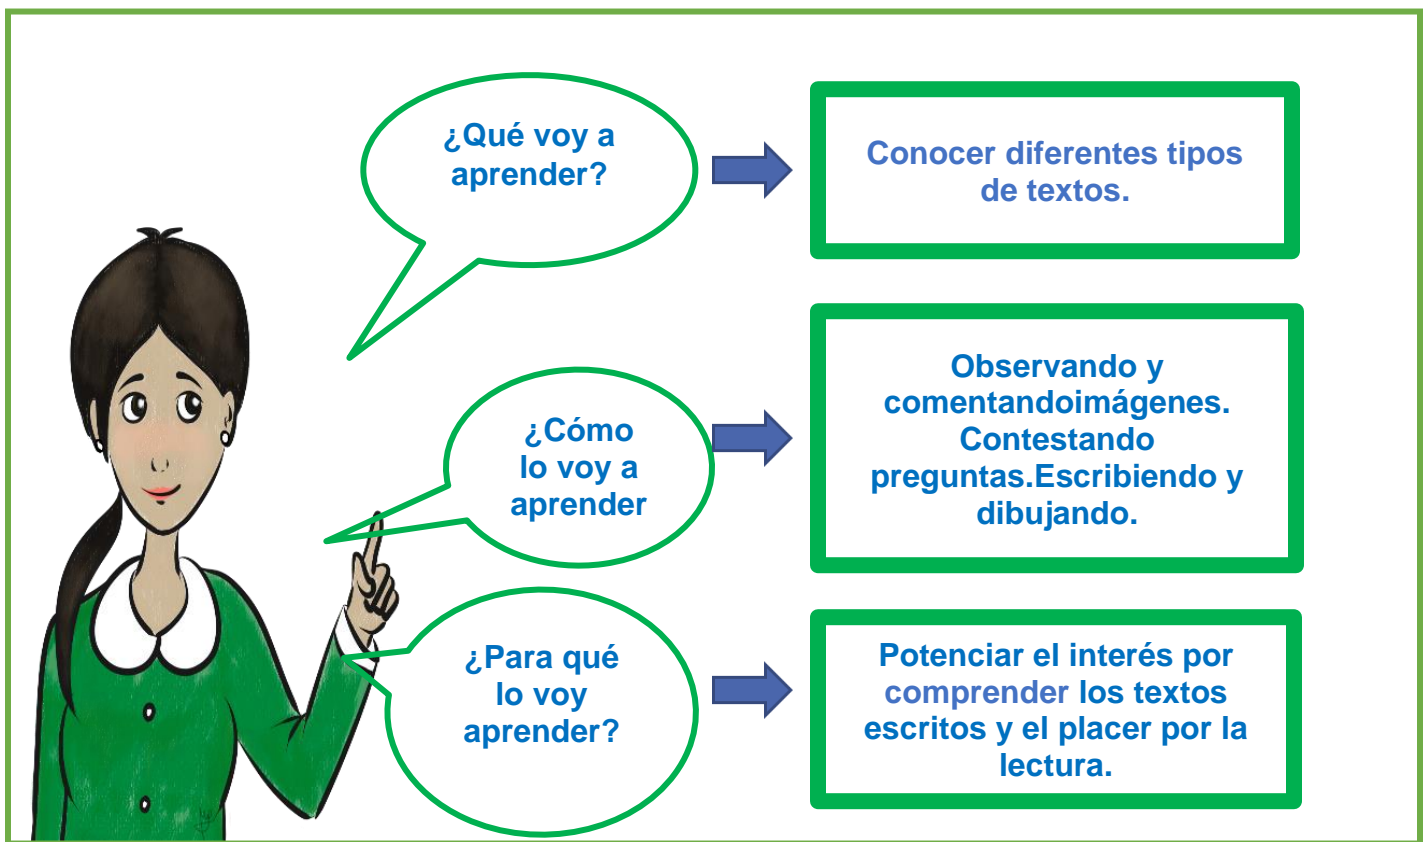 ¿Qué voy a
aprender?
Conocer diferentes tipos
de textos.
¿Cómo
lo voy a
aprender
Observando y
comentandoimágenes.
Contestando
preguntas.Escribiendo y
dibujando.
¿Para qué
lo voy
aprender?
Potenciar el interés por
comprender los textos
escritos y el placer por la
lectura.